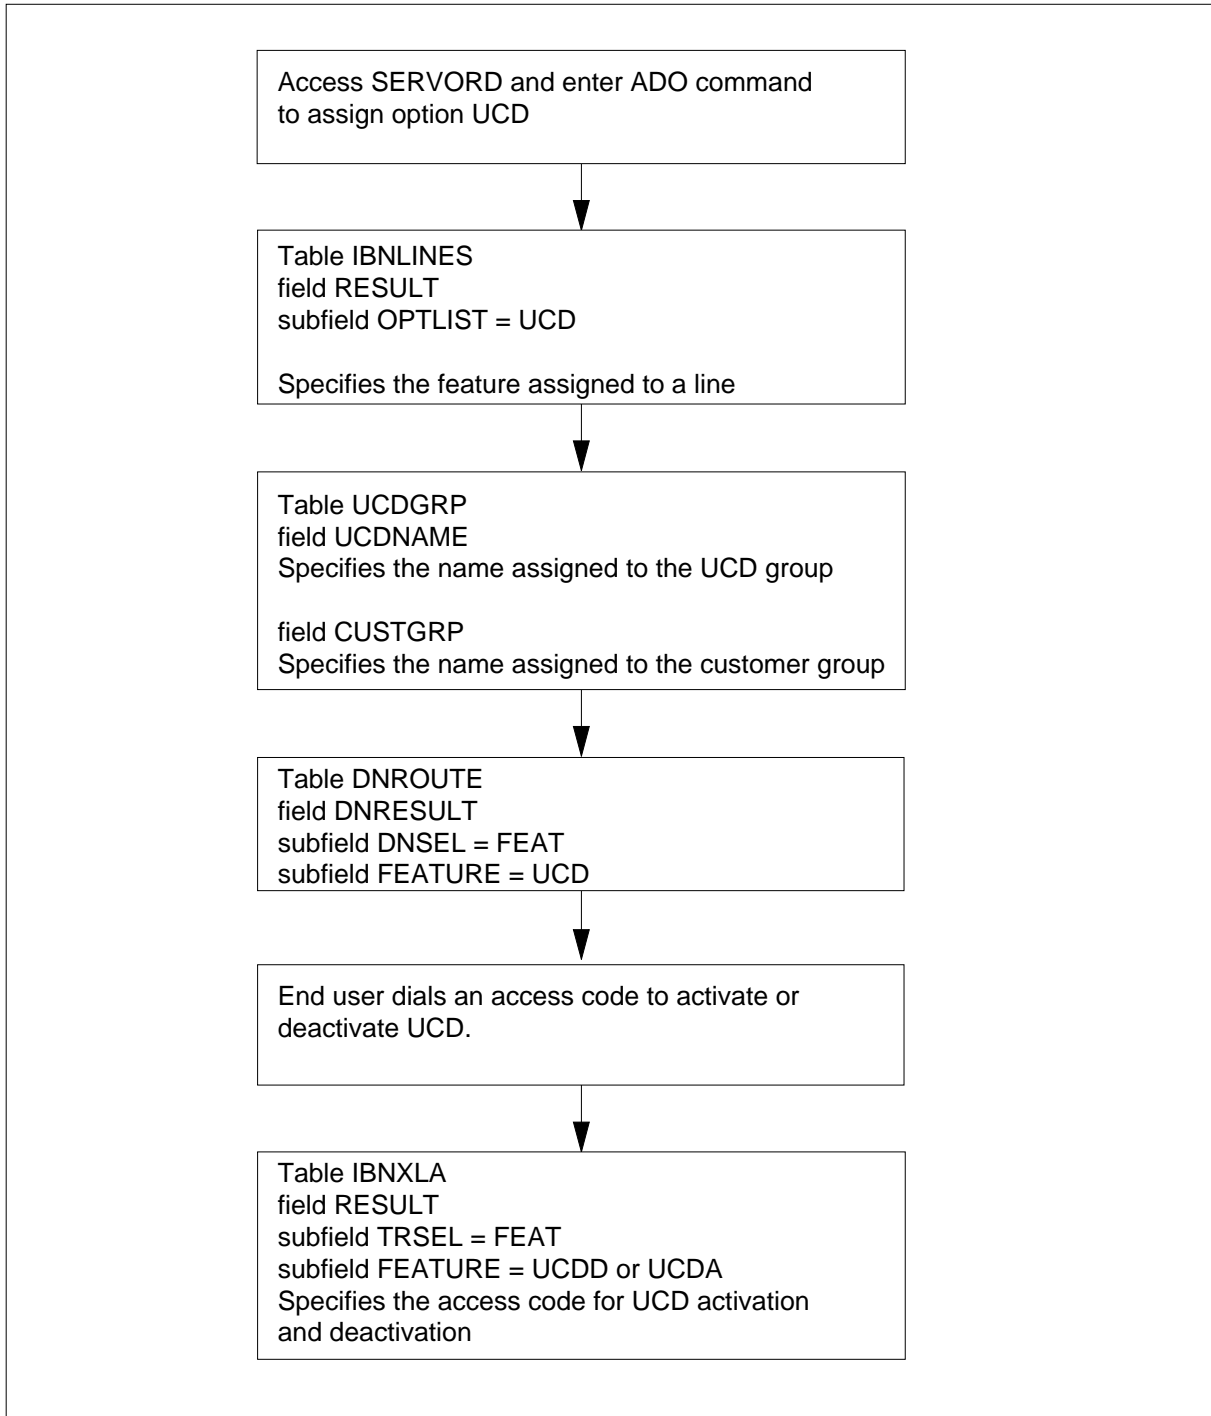 Access SERVORD and enter ADO command
to assign option UCD
Table IBNLINES
field RESULT
subfield OPTLIST = UCD
Specifies the feature assigned to a line
Table UCDGRP
field UCDNAME
Specifies the name assigned to the UCD group
field CUSTGRP
Specifies the name assigned to the customer group
Table DNROUTE
field DNRESULT
subfield DNSEL = FEAT
subfield FEATURE = UCD
End user dials an access code to activate or
deactivate UCD.
Table IBNXLA
field RESULT
subfield TRSEL = FEAT
subfield FEATURE = UCDD or UCDA
Specifies the access code for UCD activation
and deactivation